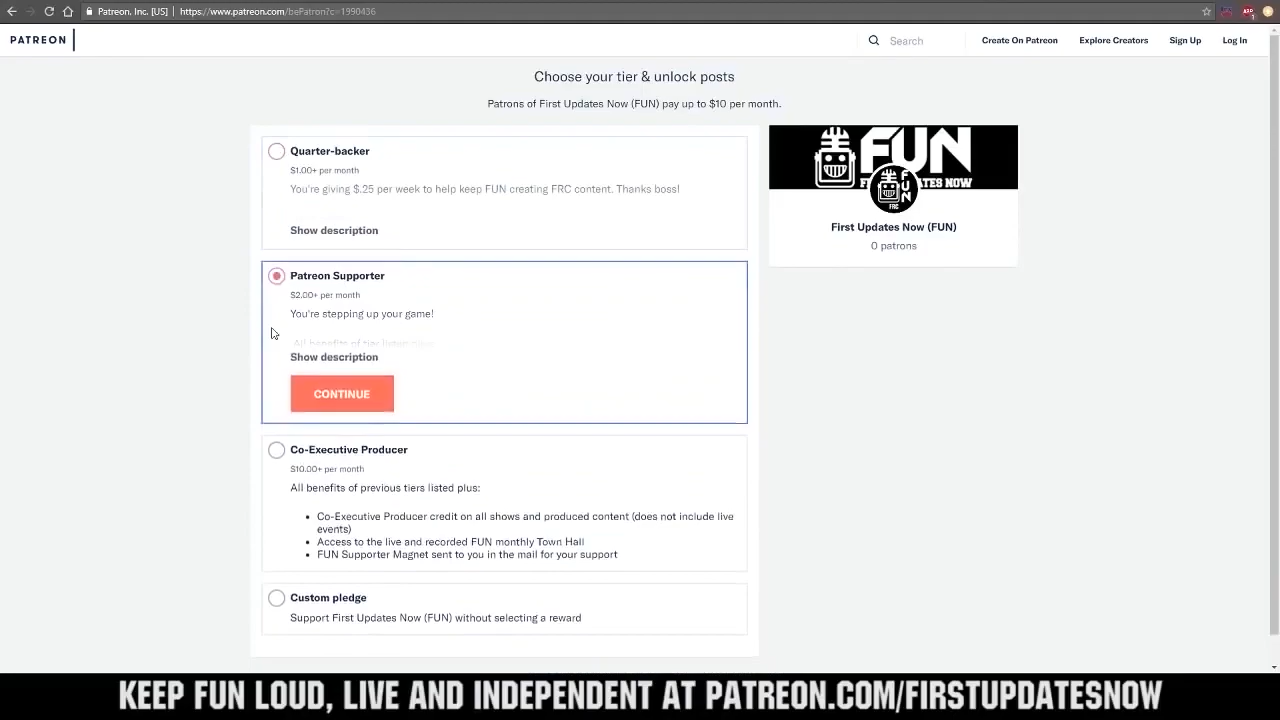 Patreon, Inc. [US] | https://www.patreon.com/bePatron?c=1990436
PATREON
Search
Create On Patreon
Explore Creators
Sign Up
Log In
Choose your tier & unlock posts
Patrons of First Updates Now (FUN) pay up to $10 per month.
Quarter-backer
$1.00+ per month
You're giving $.25 per week to help keep FUN creating FRC content. Thanks boss!
Show description
Patreon Supporter
$2.00+ per month
You're stepping up your game!
All benefits of tier listed
Show description
CONTINUE
Co-Executive Producer
$10.00+ per month
All benefits of previous tiers listed plus:
• Co-Executive Producer credit on all shows and produced content (does not include live
events)
• Access to the live and recorded FUN monthly Town Hall
• FUN Supporter Magnet sent to you in the mail for your support
Custom pledge
Support First Updates Now (FUN) without selecting a reward
FUN
TES NOW
FUN
FRC
First Updates Now (FUN)
0 patrons
KEEP FUN LOUD, LIVE AND INDEPENDENT AT PATREON.COM/FIRSTUPDATESNOW